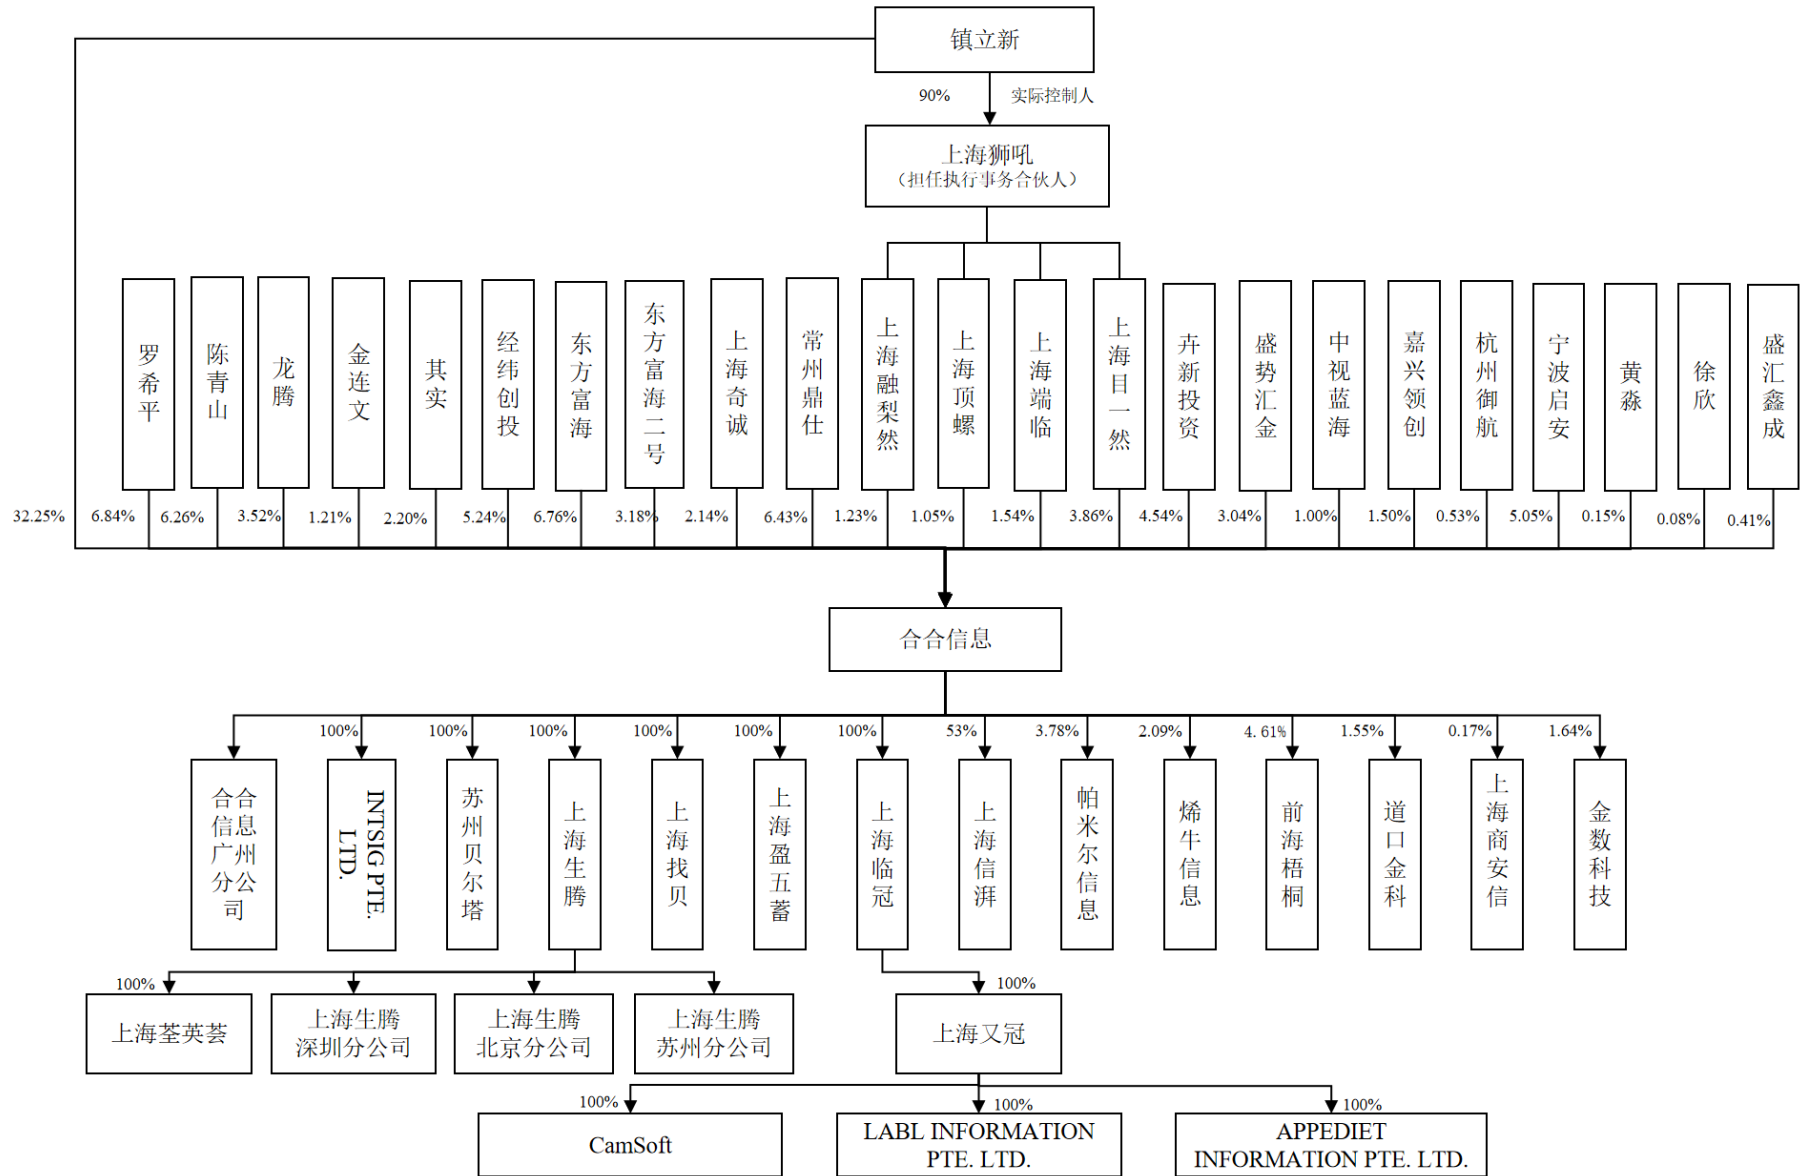 镇立新
90%
实际控制人
上海狮吼
（担任执行事务合伙人）
罗希平
陈青山
龙腾
金连文
其实
经纬创投
东方富海
东方富海二号
上海奇诚
常州鼎仕
上海融梨然
上海顶螺
上海端临
上海目一然
卉新投资
盛势汇金
中视蓝海
嘉兴领创
杭州御航
宁波启安
黄淼
徐欣
盛汇鑫成
32.25%
6.84%
6.26%
3.52%
1.21%
2.20%
5.24%
6.76%
3.18%
2.14%
6.43%
1.23%
1.05%
1.54%
3.86%
4.54%
3.04%
1.00%
1.50%
0.53%
5.05%
0.15%
0.08%
0.41%
合合信息
100%
100%
100%
100%
100%
100%
53%
3.78%
2.09%
4.61%
1.55%
0.17%
1.64%
合合
信息
广州
分公
司
INTSIG PTE.
LTD.
苏州贝尔塔
上海生腾
上海找贝
上海盈五蓄
上海临冠
上海信湃
帕米尔信息
烯牛信息
前海梧桐
道口金科
上海商安信
金数科技
100%
100%
上海荃英荟
上海生腾
深圳分公司
上海生腾
北京分公司
上海生腾
苏州分公司
上海又冠
100%
100%
100%
CamSoft
LABL INFORMATION
PTE. LTD.
APPEDIET
INFORMATION PTE. LTD.